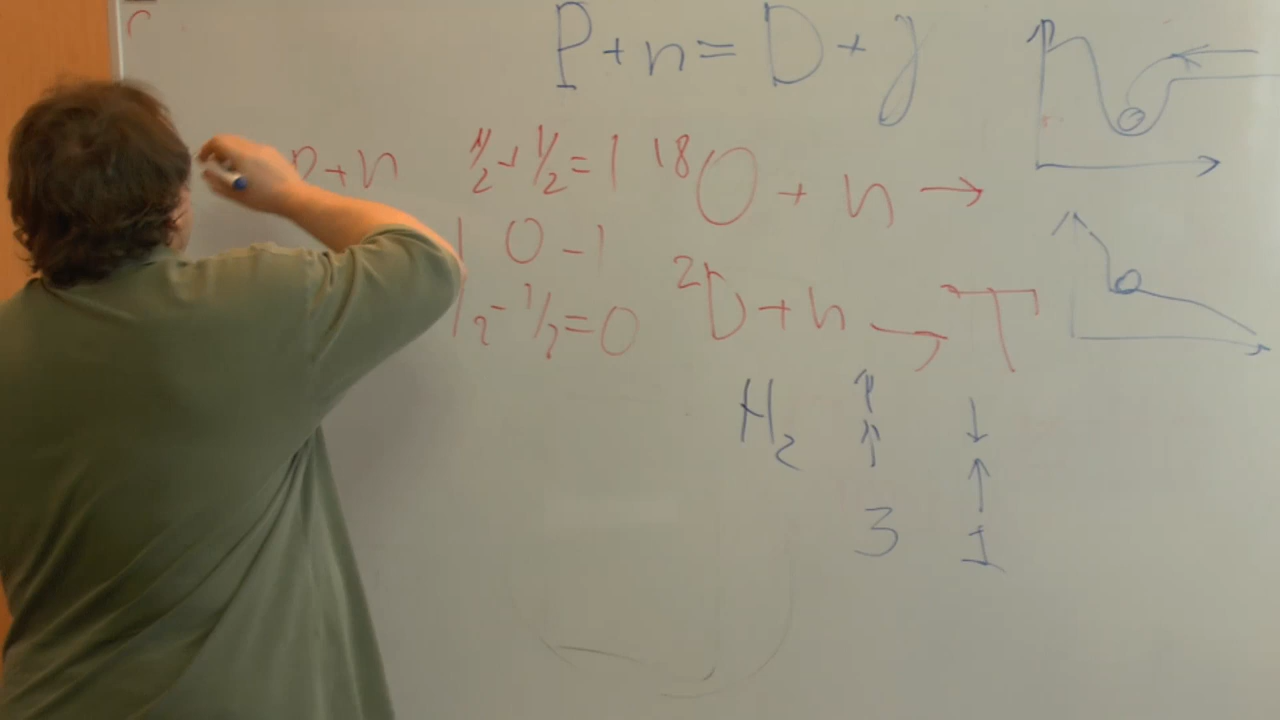 P+n=D+γ
p+n 1/2+1/2=1 ¹⁸O+n→
1 0 -1
1/2-1/2=0 ²D+n→T
H₂ ↑↑ ↓↑
3 1